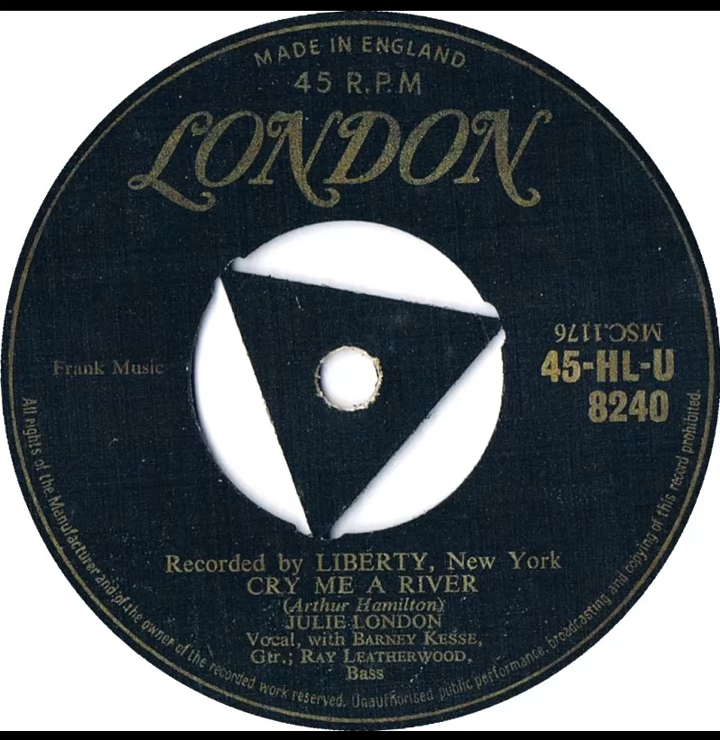 MADE IN ENGLAND
45 R.P.M
LONDON
MSC.1176
Frank Music
45-HL-U
8240
Recorded by LIBERTY, New York
CRY ME A RIVER
(Arthur Hamilton)
JULIE LONDON
Vocal, with BARNEY KESSE,
Gtr.; RAY LEATHERWOOD,
Bass
All rights of the Manufacturer and of the owner of the recorded work reserved. Unauthorised public performance, broadcasting and copying of this record prohibited.